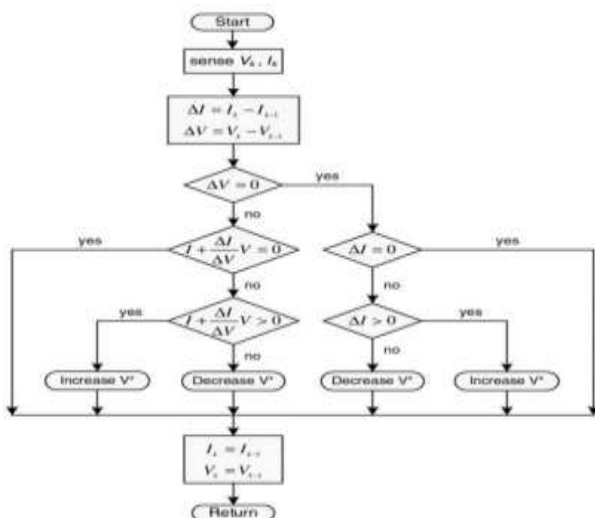 Start
sense Vₖ, Iₖ
ΔI = Iₖ − Iₖ₋₁
ΔV = Vₖ − Vₖ₋₁
ΔV = 0
yes
no
yes
I + ΔI/ΔV V = 0
ΔI = 0
yes
no
no
yes
I + ΔI/ΔV V > 0
ΔI > 0
yes
no
no
Increase V*
Decrease V*
Decrease V*
Increase V*
Iₖ = Iₖ₋₁
Vₖ = Vₖ₋₁
Return